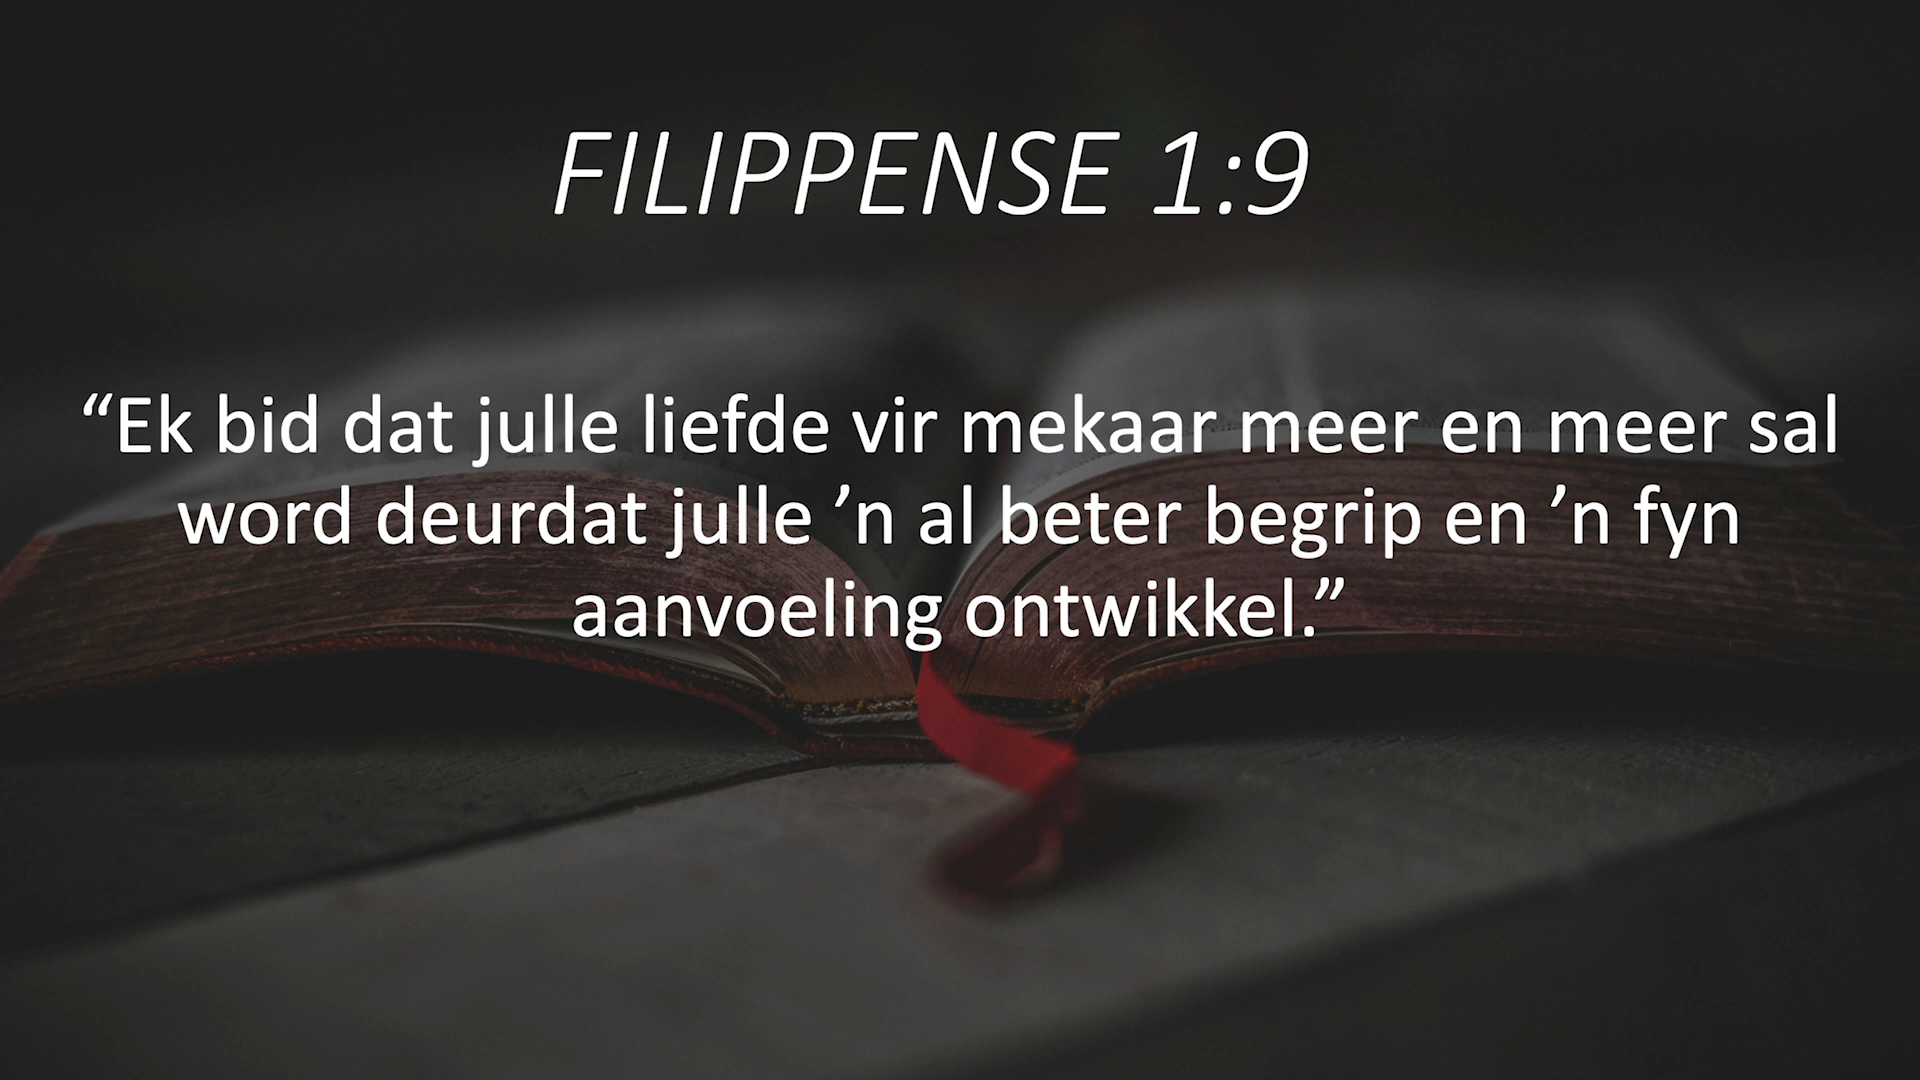 FILIPPENSE 1:9
“Ek bid dat julle liefde vir mekaar meer en meer sal
word deurdat julle ’n al beter begrip en ’n fyn
aanvoeling ontwikkel.”